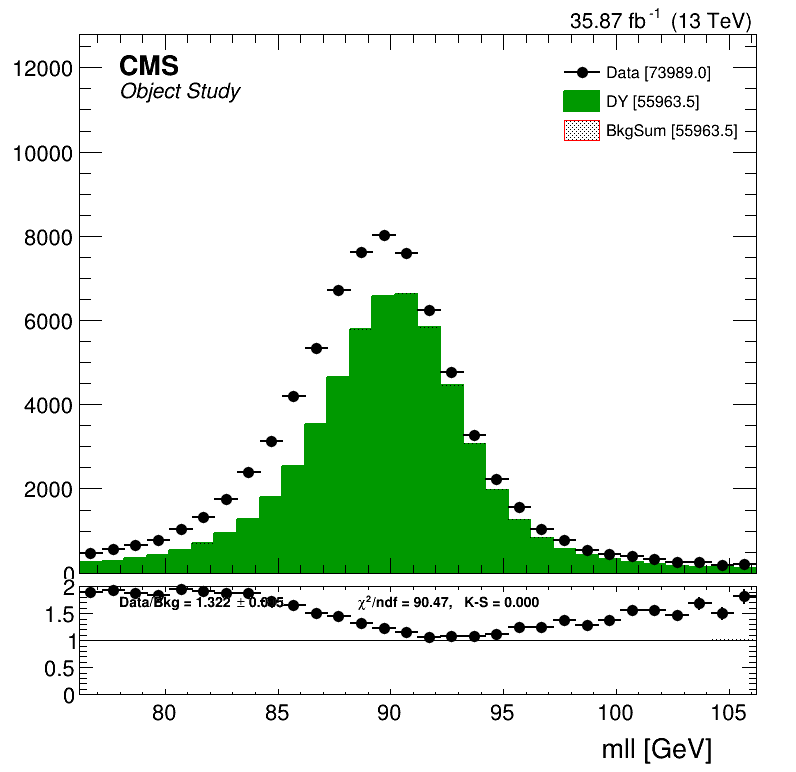 35.87 fb⁻¹ (13 TeV)
CMS
Object Study
Data [73989.0]
DY [55963.5]
BkgSum [55963.5]
12000
10000
8000
6000
4000
2000
0
Data/Bkg = 1.322 ±
χ²/ndf = 90.47, K-S = 0.000
2
1.5
1
0.5
0
80 85 90 95 100 105
mll [GeV]